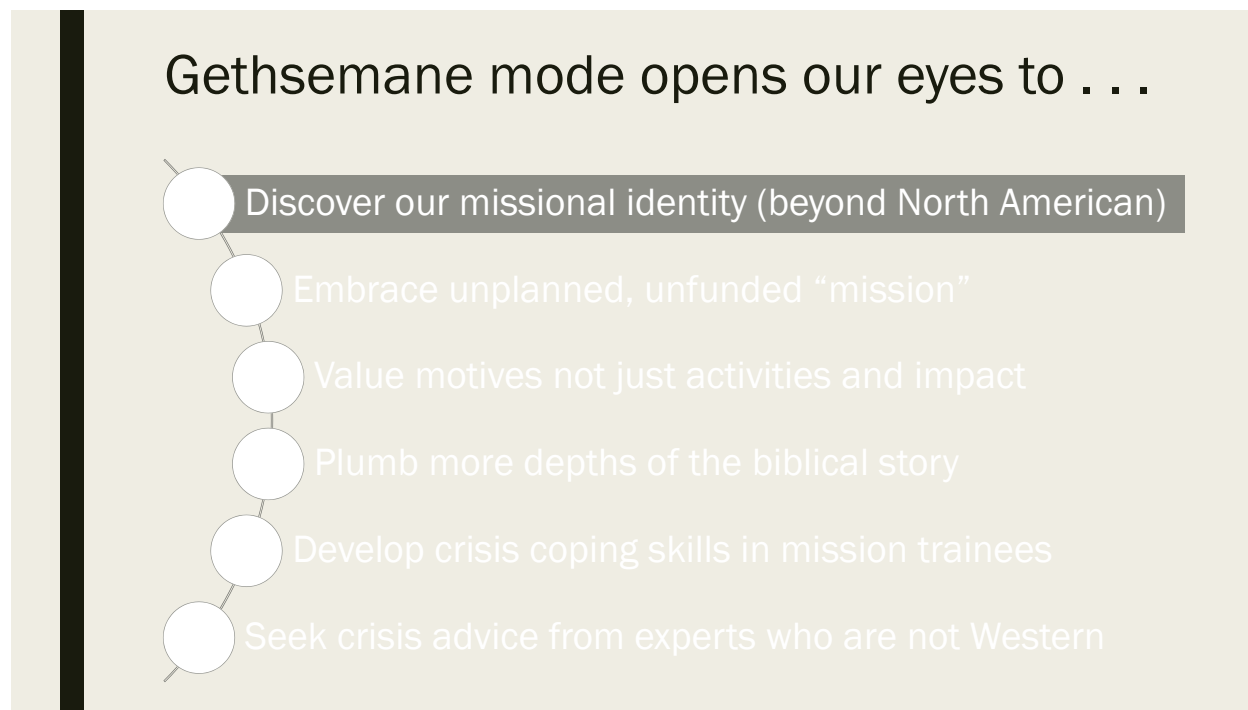 Gethsemane mode opens our eyes to . . .
Discover our missional identity (beyond North American)
Embrace unplanned, unfunded “mission”
Value motives not just activities and impact
Plumb more depths of the biblical story
Develop crisis coping skills in mission trainees
Seek crisis advice from experts who are not Western